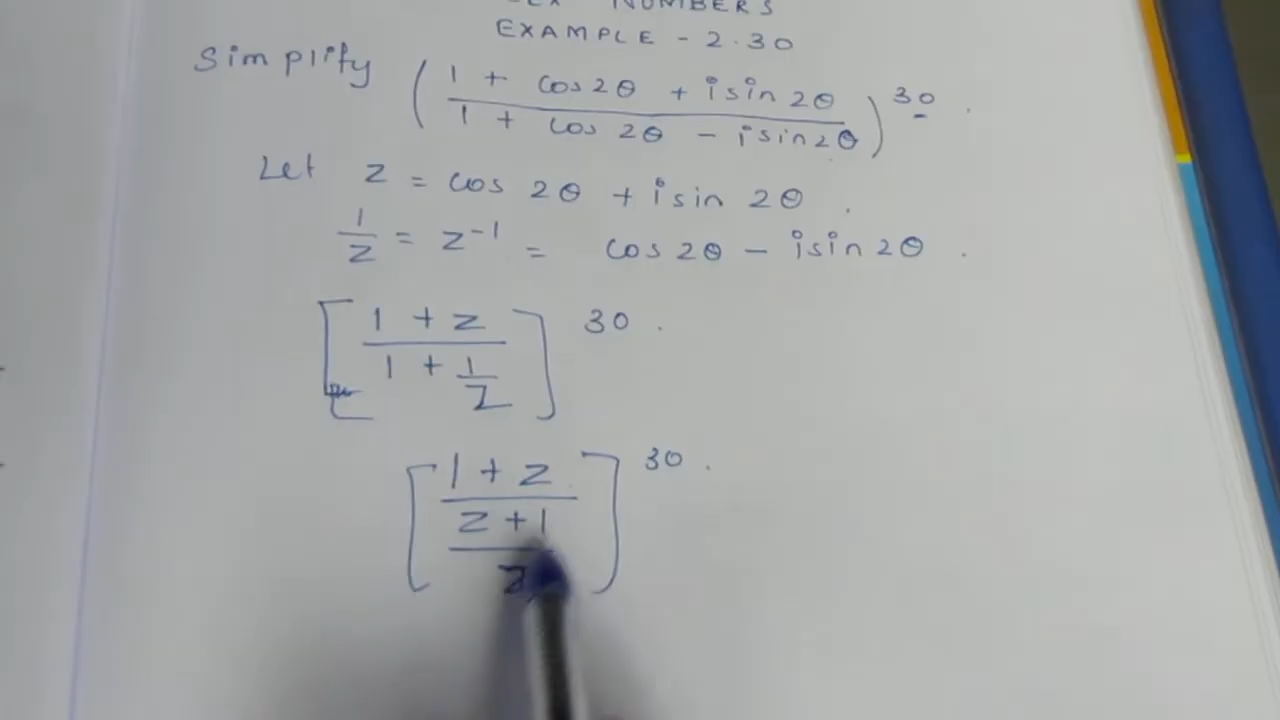 NUMBERS
EXAMPLE - 2.30
Simplify (1 + cos 2θ + i sin 2θ / 1 + cos 2θ - i sin 2θ)^30 .
Let z = cos 2θ + i sin 2θ .
1/z = z^-1 = cos 2θ - i sin 2θ .
[1 + z / 1 + 1/z]^30 .
[1 + z / z + 1 / z]^30 .